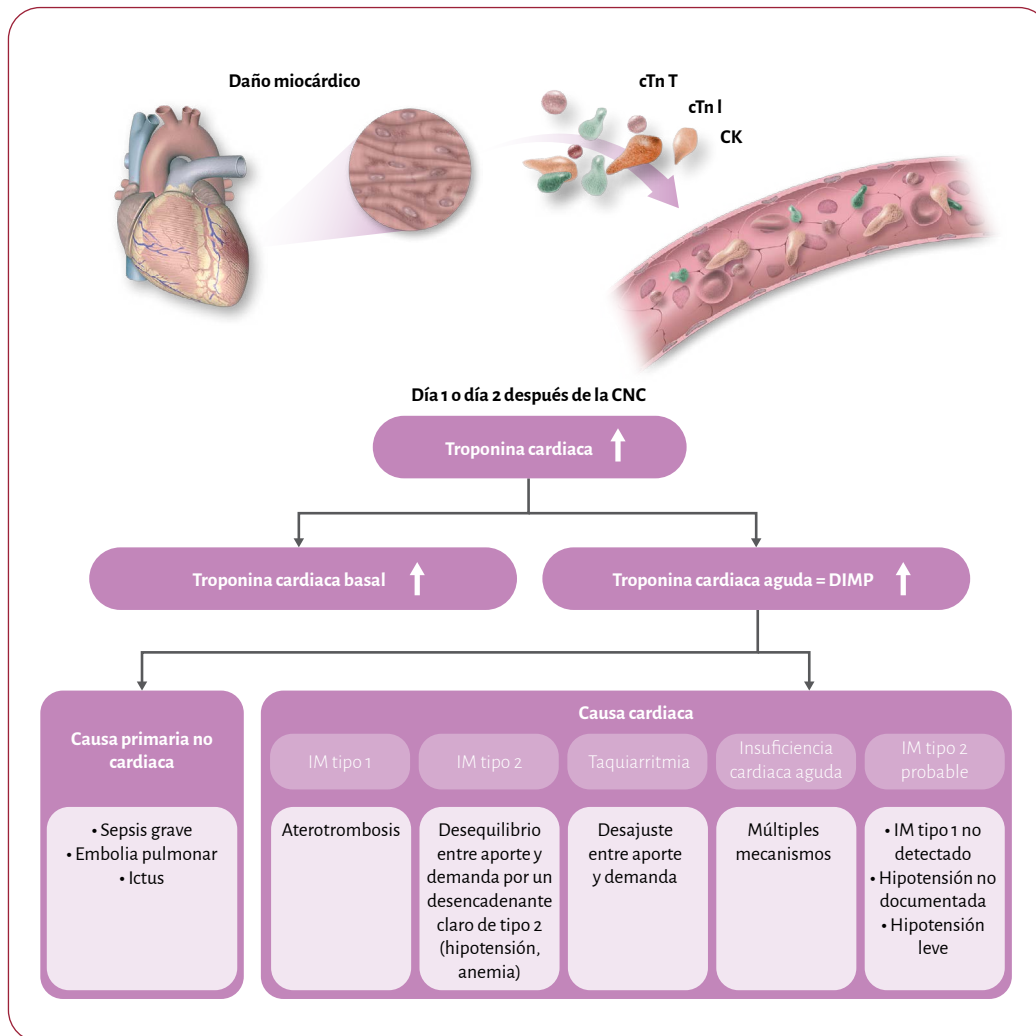 Daño miocárdico
cTn T
cTn I
CK
Día 1 o día 2 después de la CNC
Troponina cardiaca
Troponina cardiaca basal
Troponina cardiaca aguda = DIMP
Causa primaria no
cardiaca
• Sepsis grave
• Embolia pulmonar
• Ictus
Causa cardiaca
IM tipo 1
Aterotrombosis
IM tipo 2
Desequilibrio
entre aporte y
demanda por un
desencadenante
claro de tipo 2
(hipotensión,
anemia)
Taquiarritmia
Desajuste
entre aporte
y demanda
Insuficiencia
cardiaca aguda
Múltiples
mecanismos
IM tipo 2
probable
• IM tipo 1 no
detectado
• Hipotensión no
documentada
• Hipotensión
leve